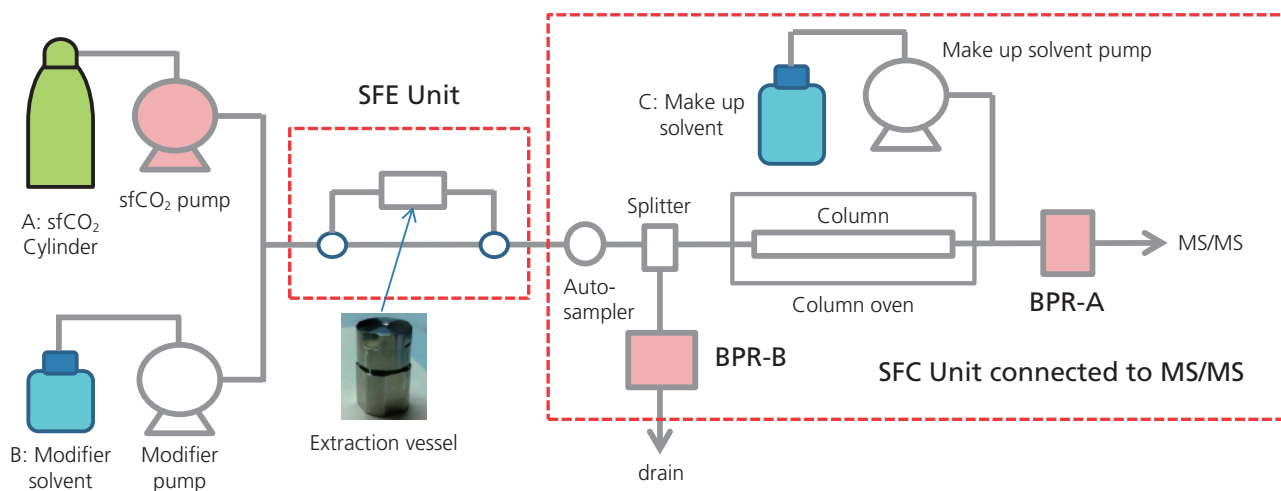 SFE Unit
Make up solvent pump
C: Make up
solvent
sfCO₂ pump
A: sfCO₂
Cylinder
Splitter
Column
MS/MS
Auto-
sampler
Column oven
BPR-A
BPR-B
SFC Unit connected to MS/MS
Extraction vessel
B: Modifier
solvent
Modifier
pump
drain